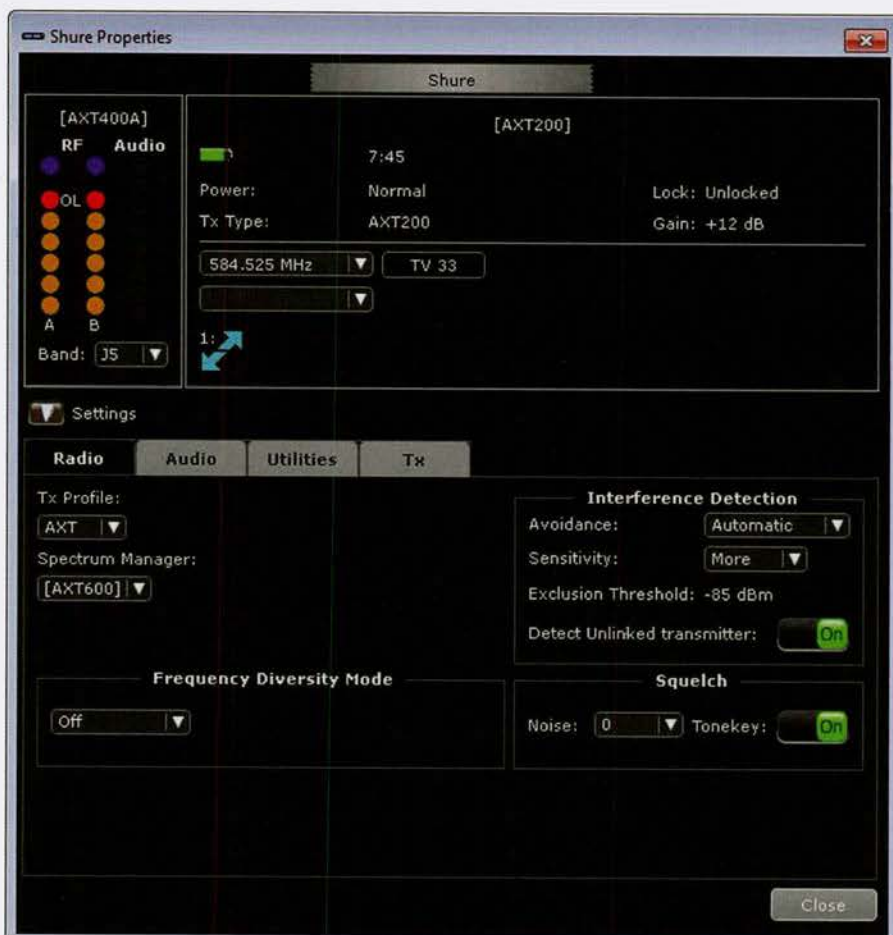 Shure Properties
Shure
[AXT400A]
RF Audio
OL
A B
Band: J5
[AXT200]
7:45
Power: Normal Lock: Unlocked
Tx Type: AXT200 Gain: +12 dB
584.525 MHz TV 33
1:
Settings
Radio Audio Utilities Tx
Tx Profile:
AXT
Spectrum Manager:
[AXT600]
Interference Detection
Avoidance: Automatic
Sensitivity: More
Exclusion Threshold: -85 dBm
Detect Unlinked transmitter: On
Frequency Diversity Mode
Off
Squelch
Noise: 0 Tonekey: On
Close